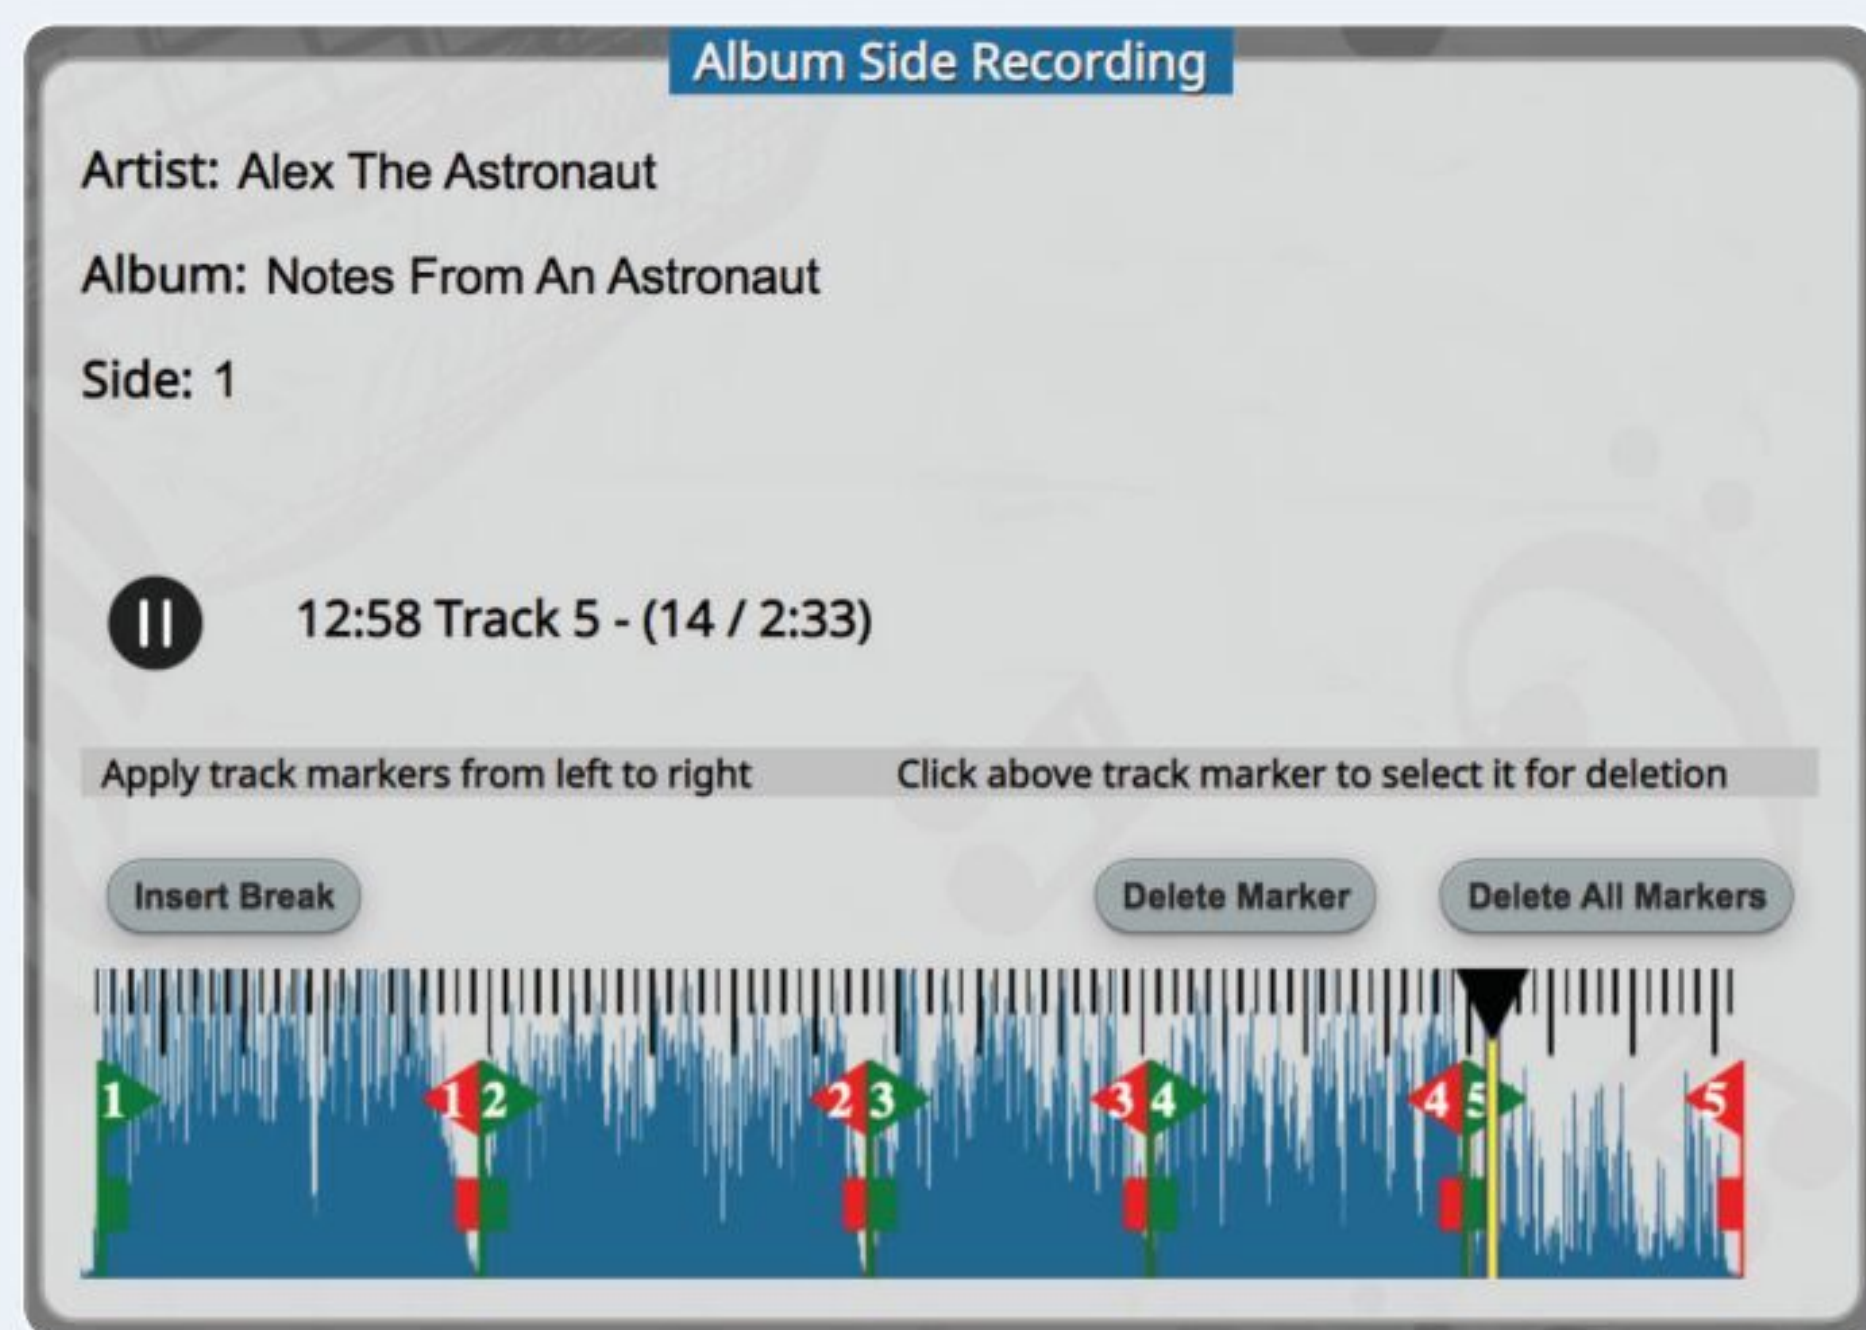 Album Side Recording
Artist: Alex The Astronaut
Album: Notes From An Astronaut
Side: 1
12:58 Track 5 - (14 / 2:33)
Apply track markers from left to right Click above track marker to select it for deletion
Insert Break Delete Marker Delete All Markers
1 1 2 2 3 3 4 4 5 5